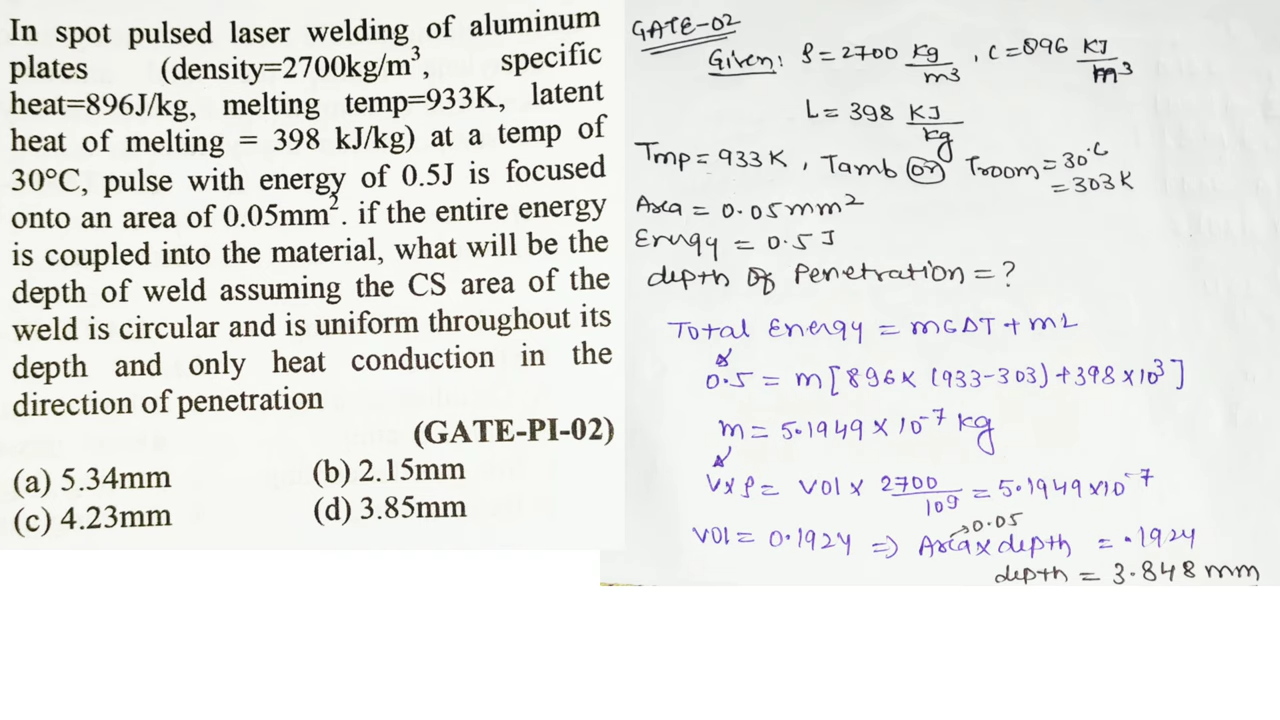 In spot pulsed laser welding of aluminum
plates (density=2700kg/m³, specific
heat=896J/kg, melting temp=933K, latent
heat of melting = 398 kJ/kg) at a temp of
30°C, pulse with energy of 0.5J is focused
onto an area of 0.05mm². if the entire energy
is coupled into the material, what will be the
depth of weld assuming the CS area of the
weld is circular and is uniform throughout its
depth and only heat conduction in the
direction of penetration
(GATE-PI-02)
(a) 5.34mm (b) 2.15mm
(c) 4.23mm (d) 3.85mm
GATE-02
Given: ρ = 2700 kg/m³, C = 896 KJ/m³
L = 398 KJ/kg
Tmp = 933 K, Tamb (or) Troom = 30°C
= 303 K
Area = 0.05 mm²
Erugy = 0.5 J
depth of Penetration = ?
Total Energy = mCΔT + mL
0.5 = m[896 x (933-303) + 398 x 10³]
m = 5.1949 x 10⁻⁷ kg
V x ρ = Vol x 2700/10⁹ = 5.1949 x 10⁻⁷
Vol = 0.1924 ⇒ Area x depth = .1924
→ 0.05
depth = 3.848 mm